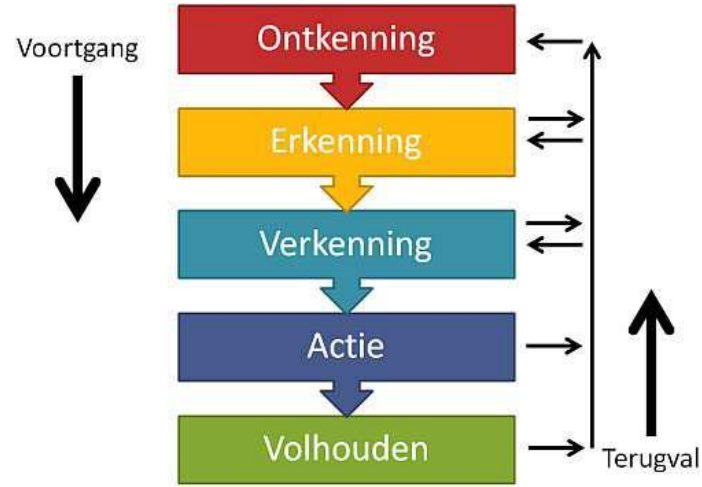 Voortgang
Ontkenning
Erkenning
Verkenning
Actie
Volhouden
Terugval